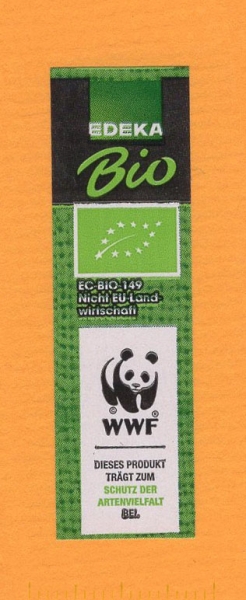 EDEKA
Bio
EC-BIO-149
Nicht EU-Land-
wirtschaft
©
®
WWF
DIESES PRODUKT
TRÄGT ZUM
SCHUTZ DER
ARTENVIELFALT
BEI.